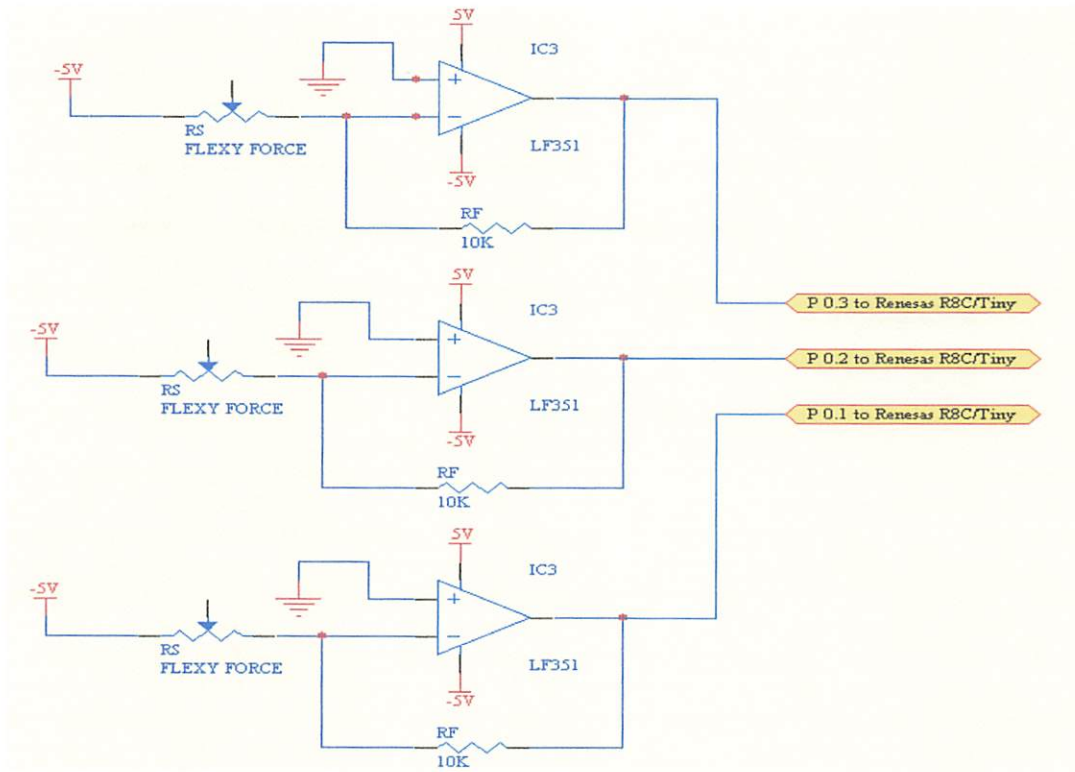 5V
IC3
-5V
+
-
RS
FLEXY FORCE
LF351
-5V
RF
10K
5V
P 0.3 to Renesas R8C/Tiny
IC3
-5V
+
P 0.2 to Renesas R8C/Tiny
-
RS
FLEXY FORCE
LF351
P 0.1 to Renesas R8C/Tiny
-5V
RF
10K
5V
IC3
-5V
+
-
RS
FLEXY FORCE
LF351
-5V
RF
10K